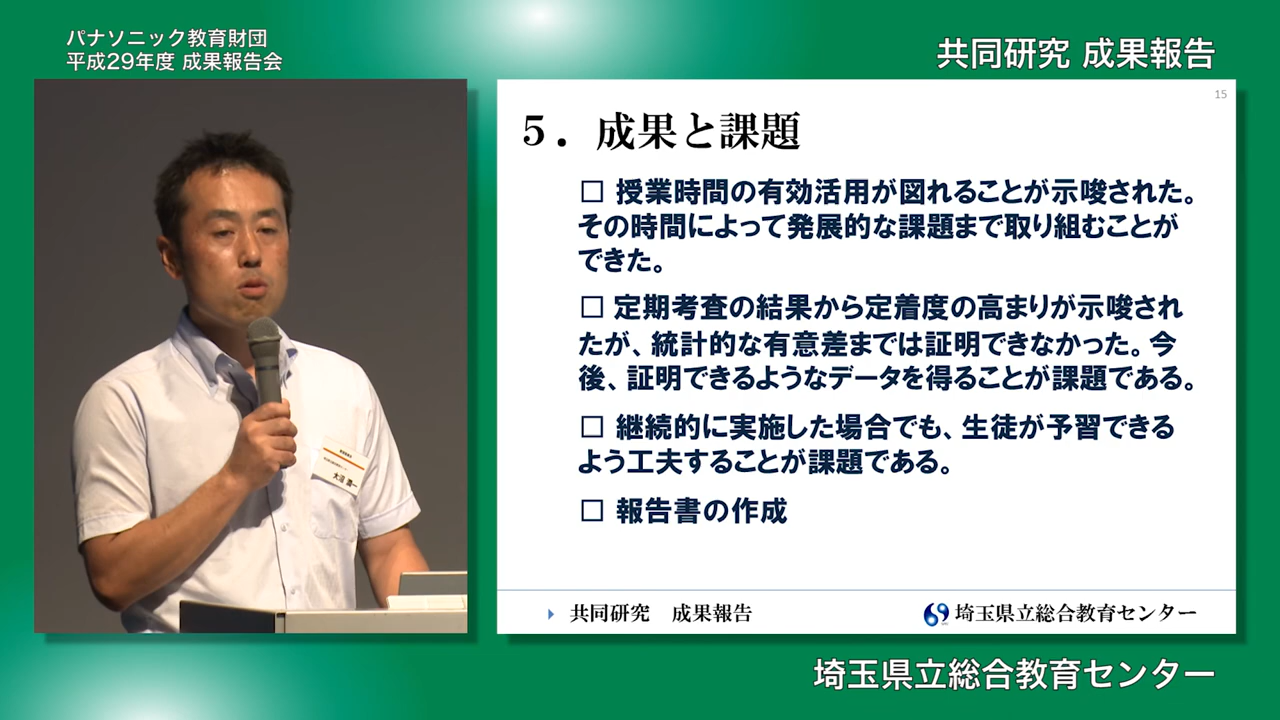 パナソニック教育財団
平成29年度 成果報告会
共同研究 成果報告
15
５．成果と課題
□ 授業時間の有効活用が図れることが示唆された。
その時間によって発展的な課題まで取り組むことが
できた。
□ 定期考査の結果から定着度の高まりが示唆され
たが、統計的な有意差までは証明できなかった。今
後、証明できるようなデータを得ることが課題である。
□ 継続的に実施した場合でも、生徒が予習できる
よう工夫することが課題である。
□ 報告書の作成
共同研究　成果報告
埼玉県立総合教育センター
埼玉県立総合教育センター